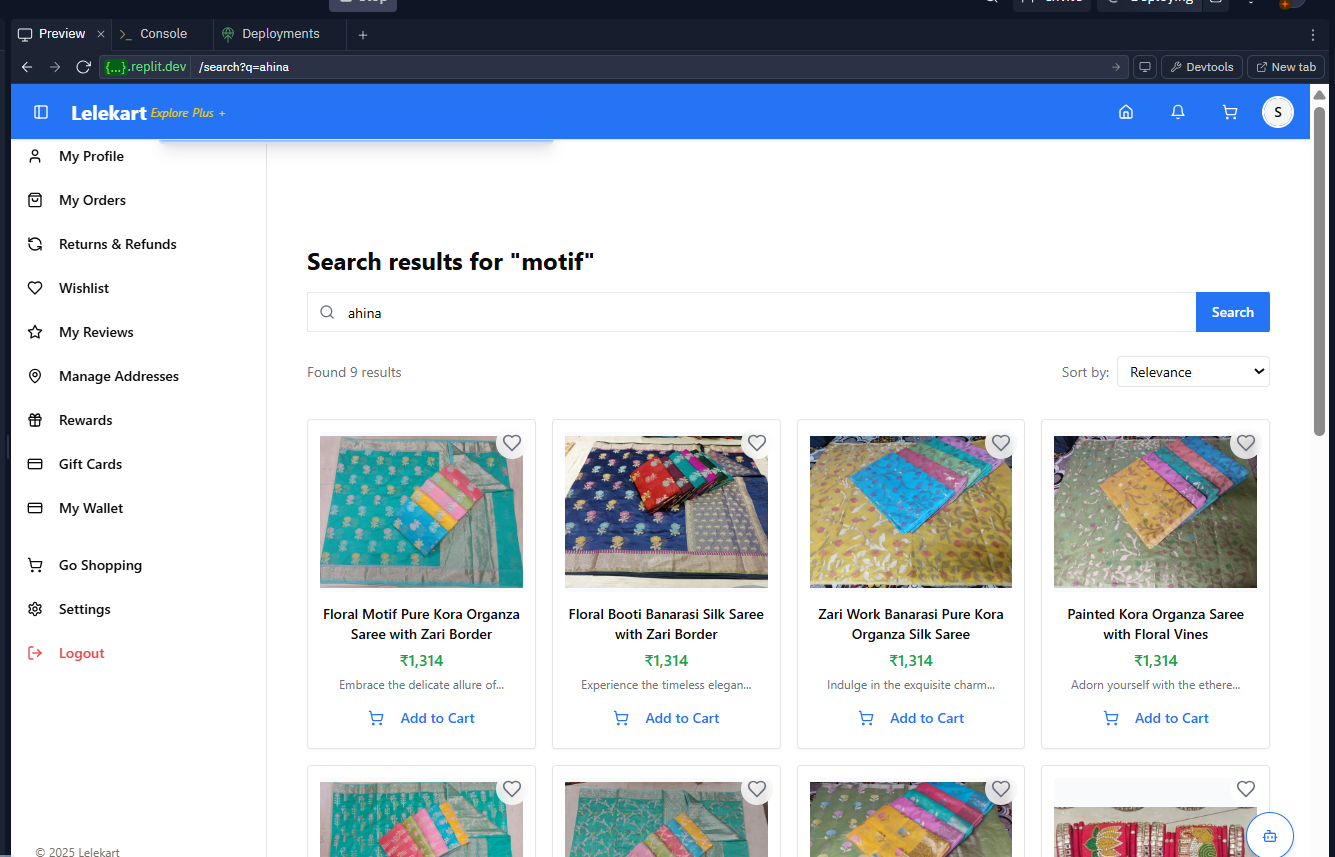 Stop
Invite
Deploying
Preview
Console
Deployments
{...}.replit.dev
/search?q=ahina
Devtools
New tab
Lelekart Explore Plus +
S
My Profile
My Orders
Returns & Refunds
Wishlist
My Reviews
Manage Addresses
Rewards
Gift Cards
My Wallet
Go Shopping
Settings
Logout
© 2025 Lelekart
Search results for "motif"
ahina
Search
Found 9 results
Sort by:
Relevance
Floral Motif Pure Kora Organza
Saree with Zari Border
₹1,314
Embrace the delicate allure of...
Add to Cart
Floral Booti Banarasi Silk Saree
with Zari Border
₹1,314
Experience the timeless elegan...
Add to Cart
Zari Work Banarasi Pure Kora
Organza Silk Saree
₹1,314
Indulge in the exquisite charm...
Add to Cart
Painted Kora Organza Saree
with Floral Vines
₹1,314
Adorn yourself with the ethere...
Add to Cart